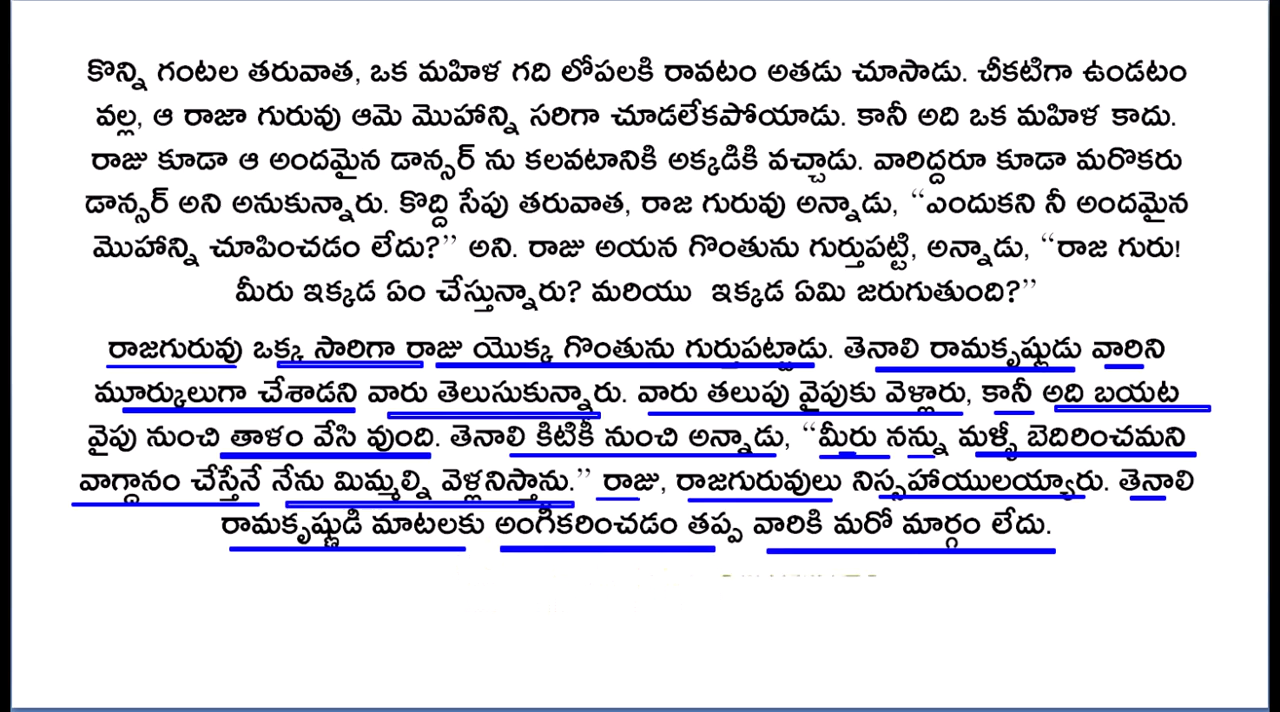 కొన్ని గంటల తరువాత, ఒక మహిళ గది లోపలకి రావటం అతడు చూసాడు. చీకటిగా ఉండటం
వల్ల, ఆ రాజా గురువు ఆమె మొహాన్ని సరిగా చూడలేకపోయాడు. కానీ అది ఒక మహిళ కాదు.
రాజు కూడా ఆ అందమైన డాన్సర్ ను కలవటానికి అక్కడికి వచ్చాడు. వారిద్దరూ కూడా మరొకరు
డాన్సర్ అని అనుకున్నారు. కొద్ది సేపు తరువాత, రాజ గురువు అన్నాడు, “ఎందుకని నీ అందమైన
మొహాన్ని చూపించడం లేదు?” అని. రాజు అయన గొంతును గుర్తుపట్టి, అన్నాడు, “రాజ గురు!
మీరు ఇక్కడ ఏం చేస్తున్నారు? మరియు ఇక్కడ ఏమి జరుగుతుంది?”
రాజగురువు ఒక్క సారిగా రాజు యొక్క గొంతును గుర్తుపట్టాడు. తెనాలి రామకృష్ణుడు వారిని
మూర్కులుగా చేశాడని వారు తెలుసుకున్నారు. వారు తలుపు వైపుకు వెళ్లారు, కానీ అది బయట
వైపు నుంచి తాళం వేసి వుంది. తెనాలి కిటికీ నుంచి అన్నాడు, “మీరు నన్ను మళ్ళీ బెదిరించమని
వాగ్దానం చేస్తేనే నేను మిమ్మల్ని వెళ్లనిస్తాను.” రాజు, రాజగురువులు నిస్సహాయులయ్యారు. తెనాలి
రామకృష్ణుడి మాటలకు అంగీకరించడం తప్ప వారికి మరో మార్గం లేదు.